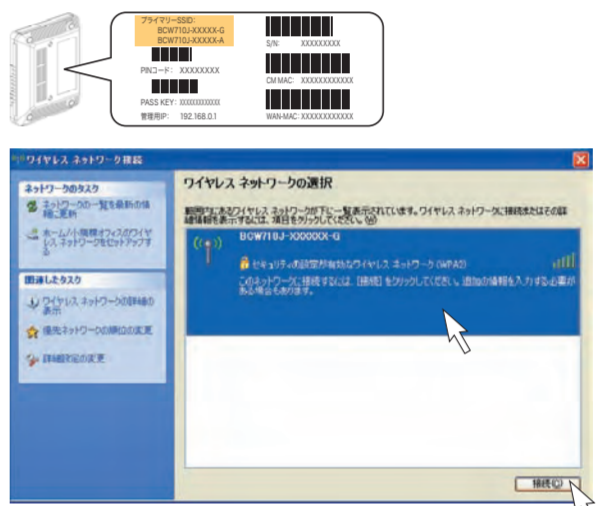 プライマリーSSID：
BCW710J-XXXXX-G
BCW710J-XXXXX-A
PINコード： XXXXXXXX
PASS KEY： XXXXXXXXXXXXX
管理用IP： 192.168.0.1
S/N: XXXXXXXXX
CM MAC: XXXXXXXXXXXX
WAN-MAC: XXXXXXXXXXXX
ワイヤレス ネットワーク接続
ネットワークのタスク
ネットワークの一覧を最新の情
報に更新
ホーム/小規模オフィスのワイヤ
レス ネットワークをセットアップす
る
関連したタスク
ワイヤレス ネットワークの詳細の
表示
優先ネットワークの順位の変更
詳細設定の変更
ワイヤレス ネットワークの選択
範囲内にあるワイヤレス ネットワークが下に一覧表示されています。ワイヤレス ネットワークに接続またはその詳
細情報を表示するには、項目をクリックしてください。(W)
BCW710J-XXXXXX-G
セキュリティの設定が有効なワイヤレス ネットワーク (WPA2)
このネットワークに接続するには、[接続] をクリックしてください。追加の情報を入力する必要が
ある場合もあります。
接続(C)